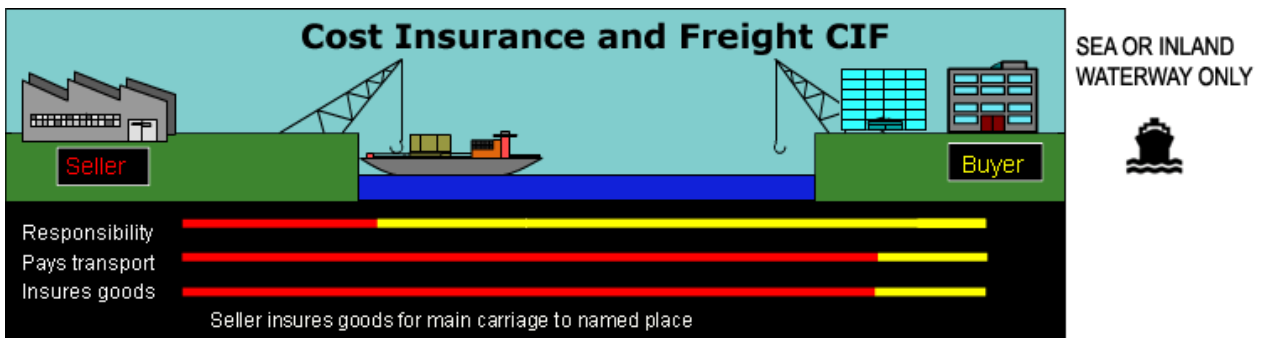 Cost Insurance and Freight CIF
SEA OR INLAND
WATERWAY ONLY
Seller
Buyer
Responsibility
Pays transport
Insures goods
Seller insures goods for main carriage to named place